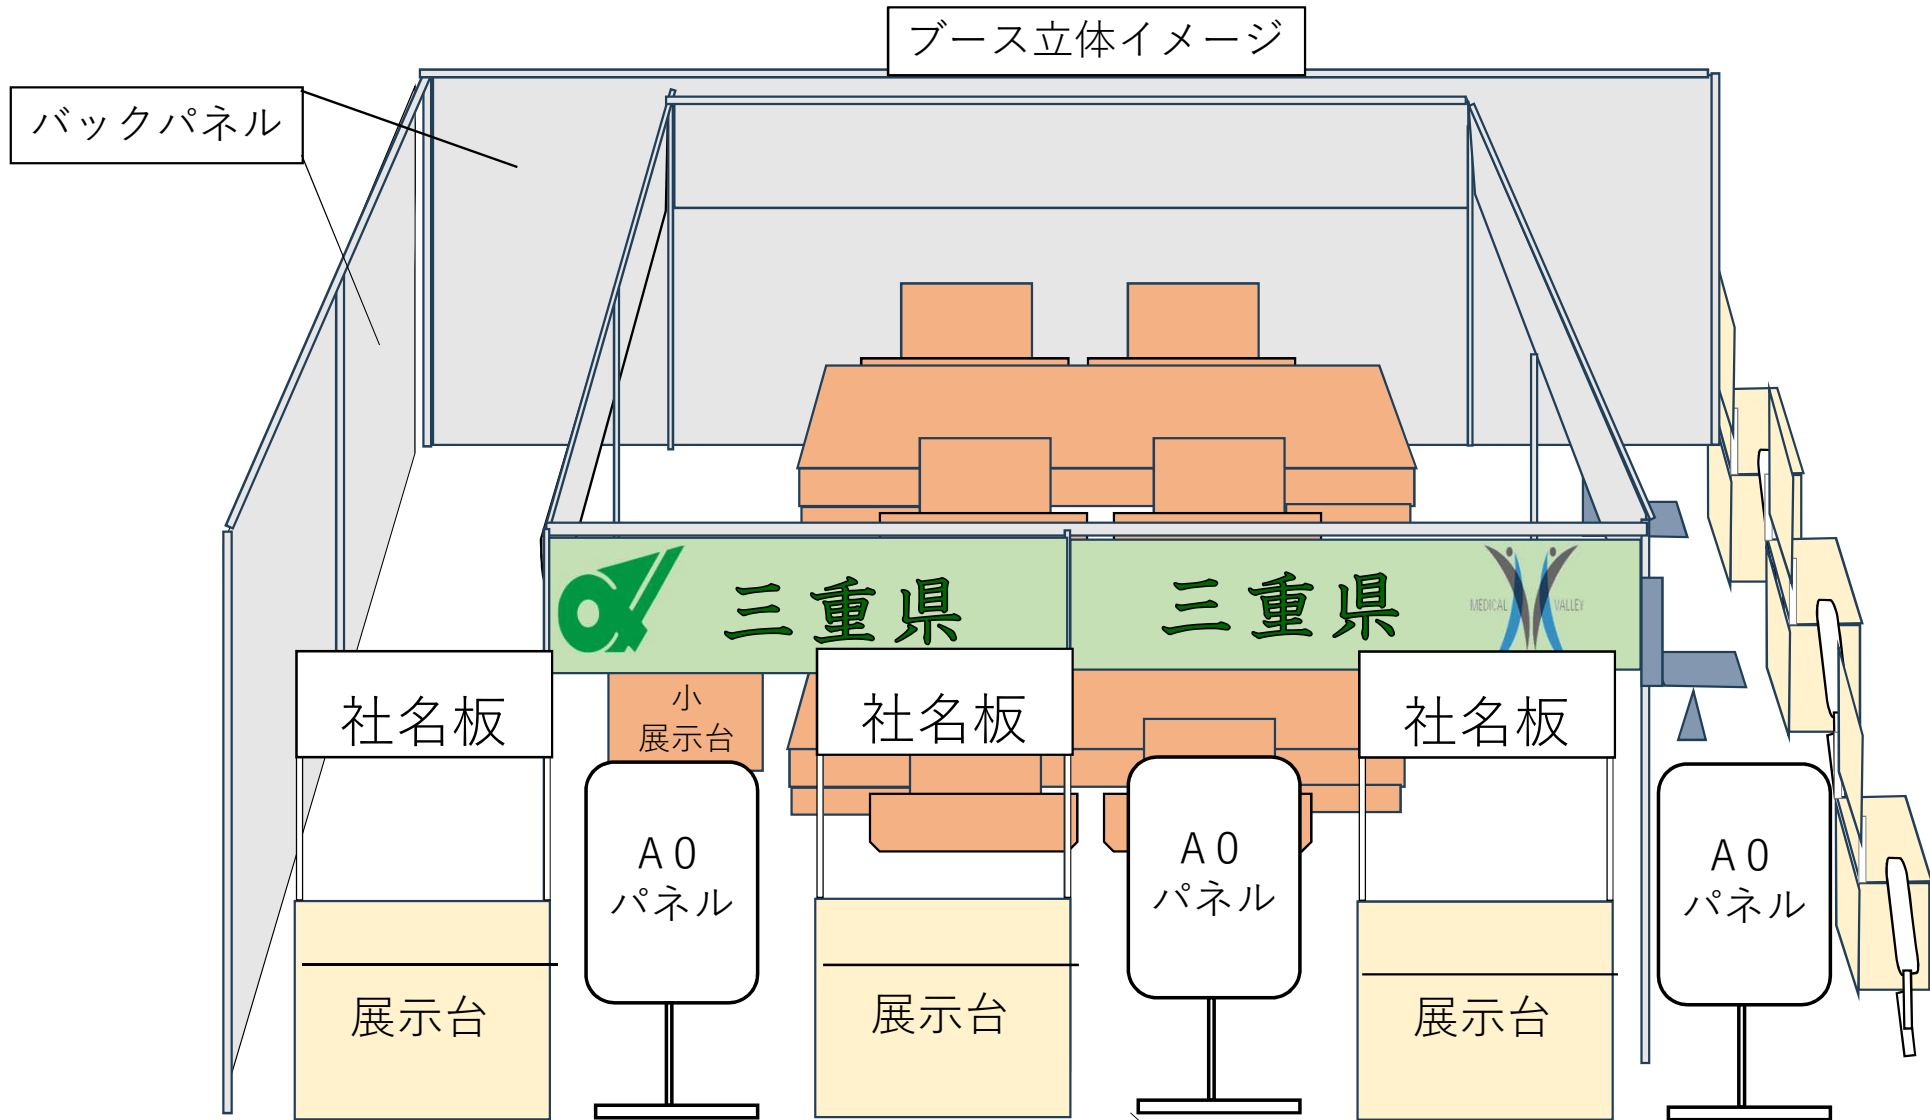 ブース立体イメージ
バックパネル
三重県
三重県
MEDICAL VALLEY
社名板
小
展示台
社名板
社名板
A0
パネル
A0
パネル
A0
パネル
展示台
展示台
展示台